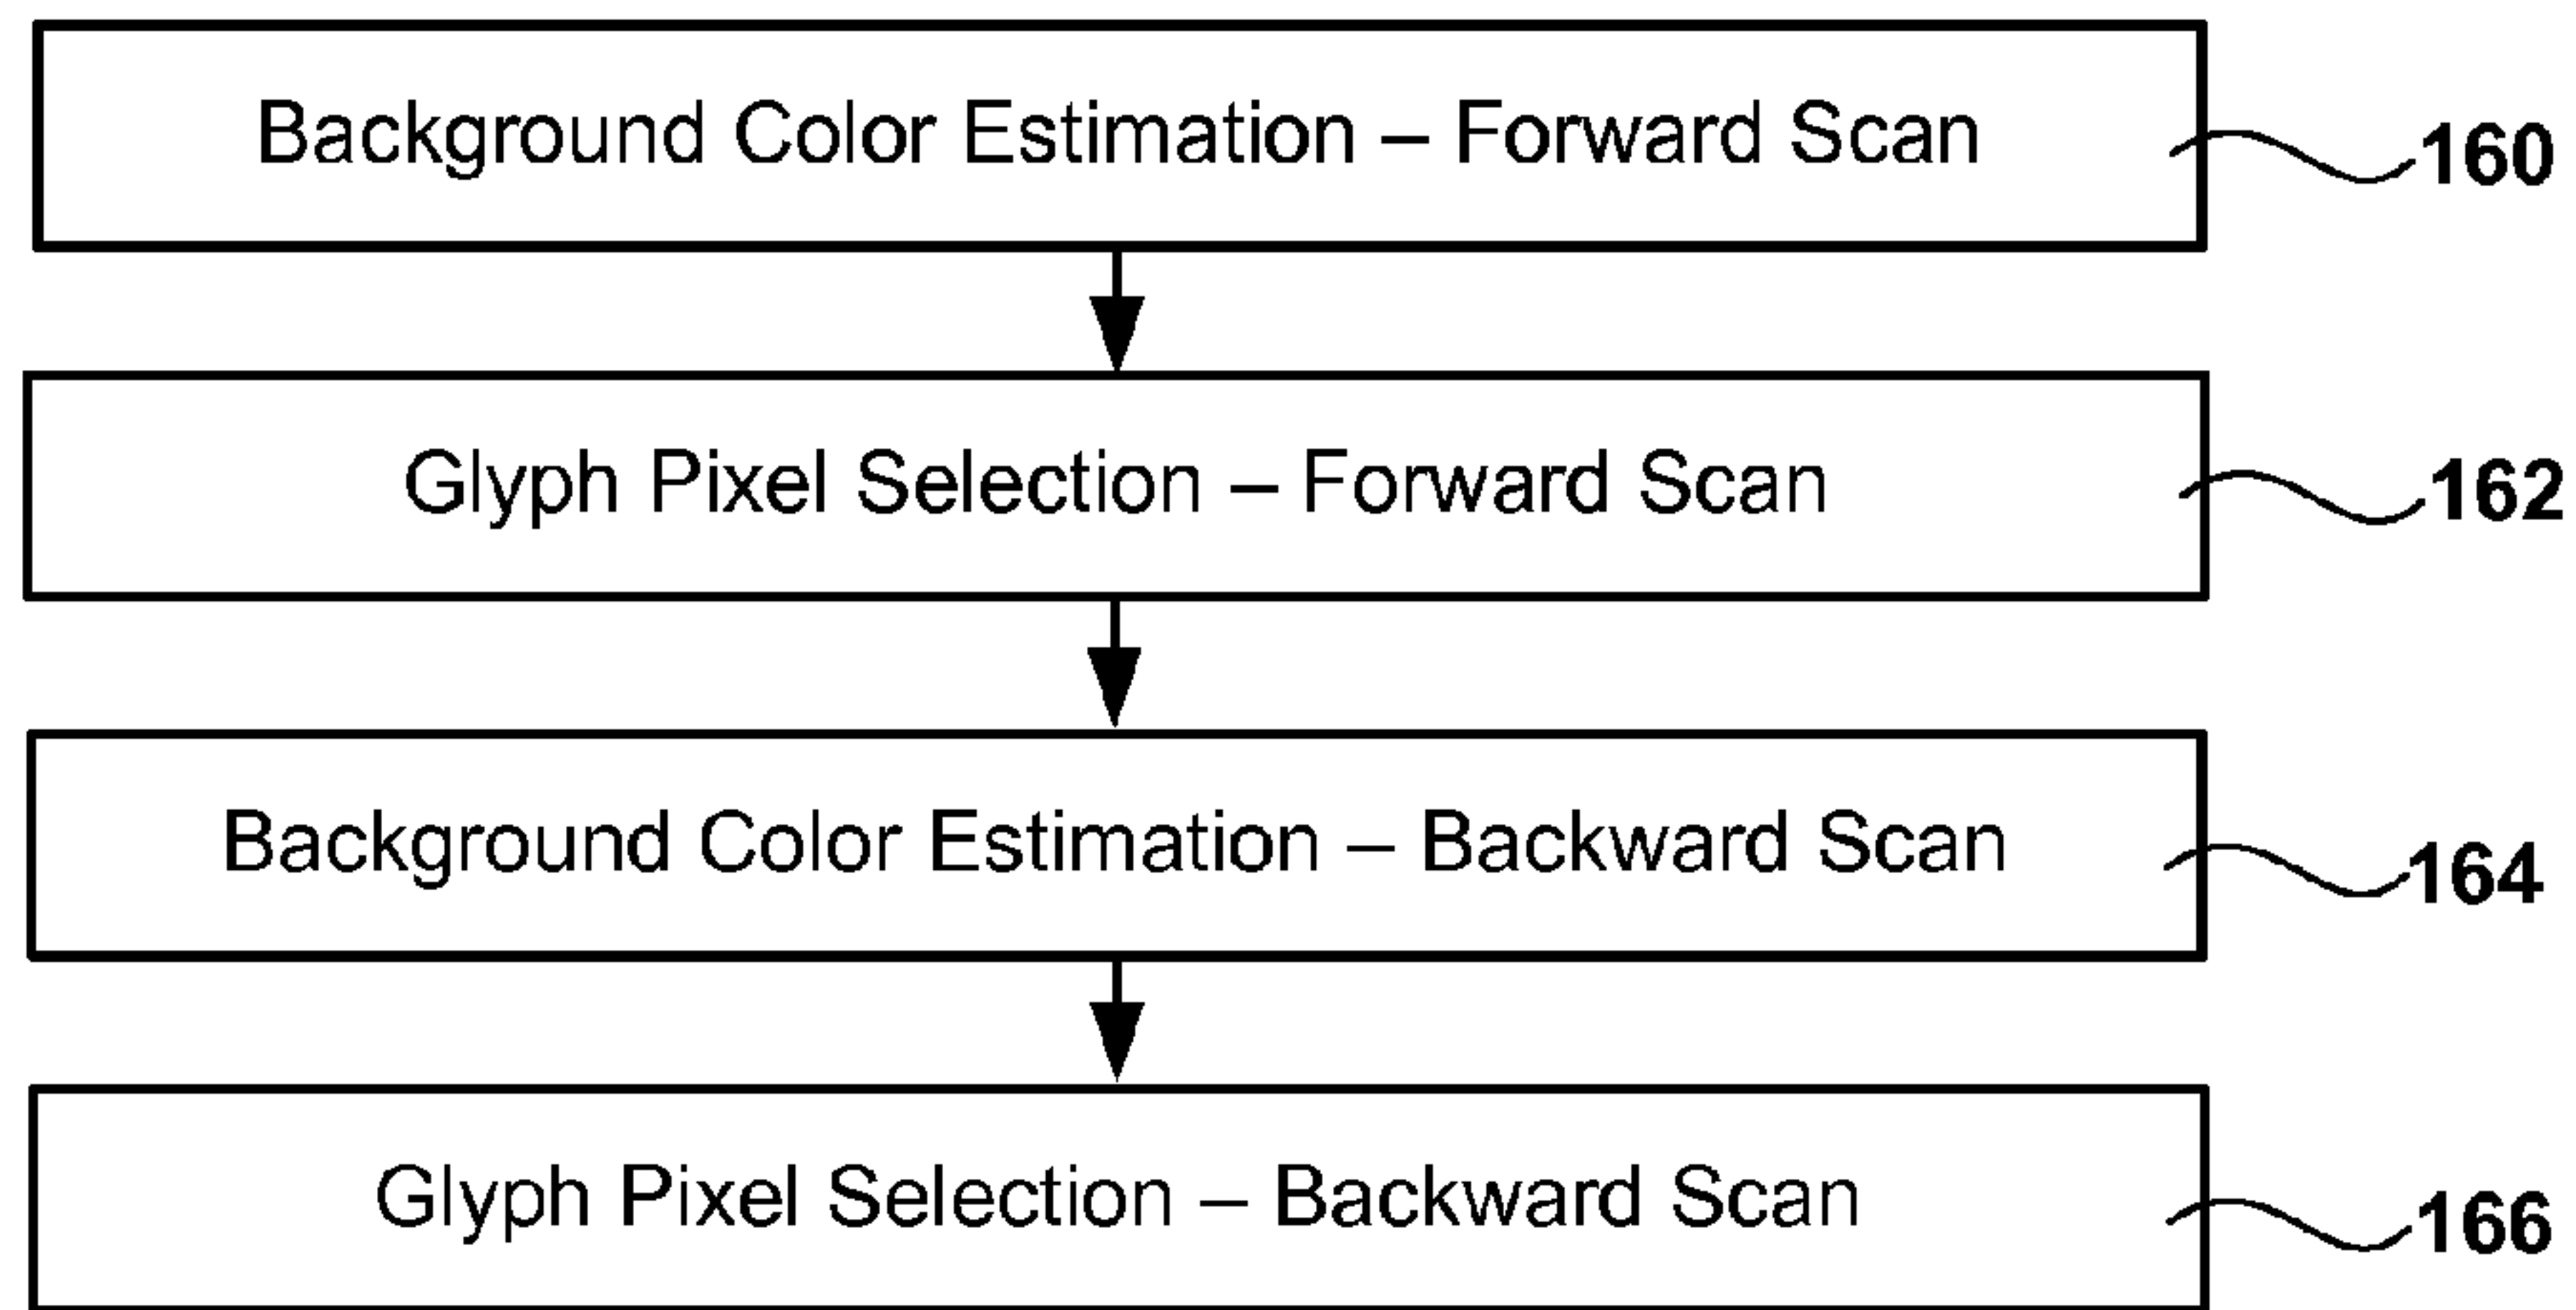 Background Color Estimation – Forward Scan 160
Glyph Pixel Selection – Forward Scan 162
Background Color Estimation – Backward Scan 164
Glyph Pixel Selection – Backward Scan 166